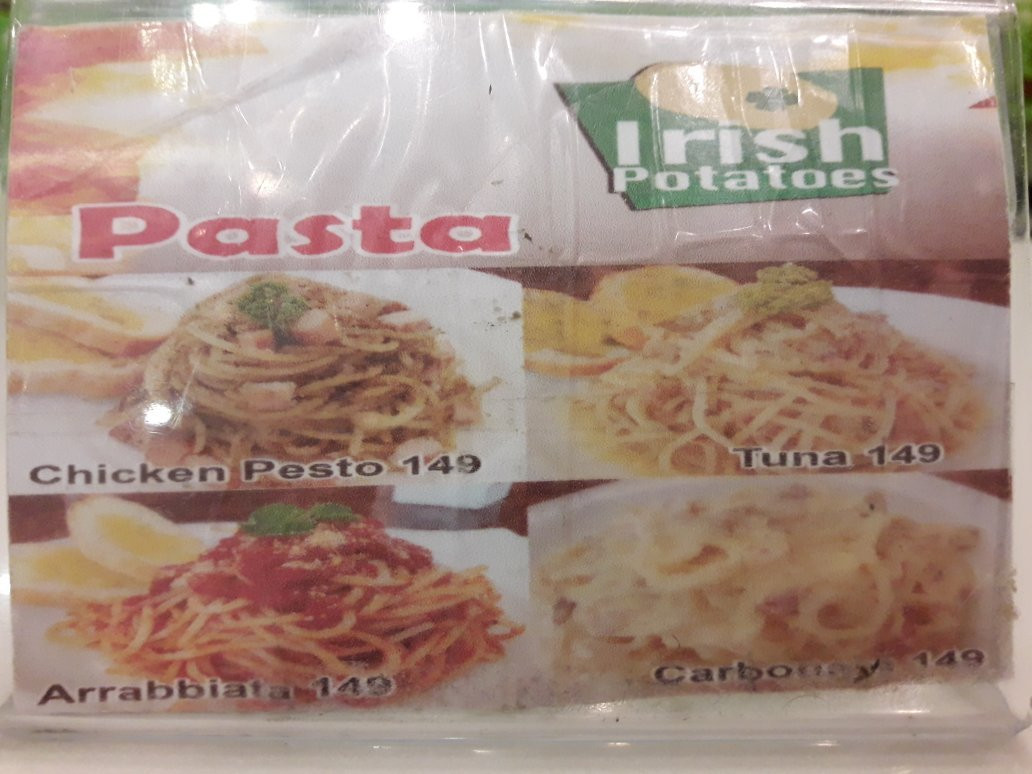 Irish
Potatoes
Pasta
Chicken Pesto 149
Tuna 149
Arrabbiata 149
149